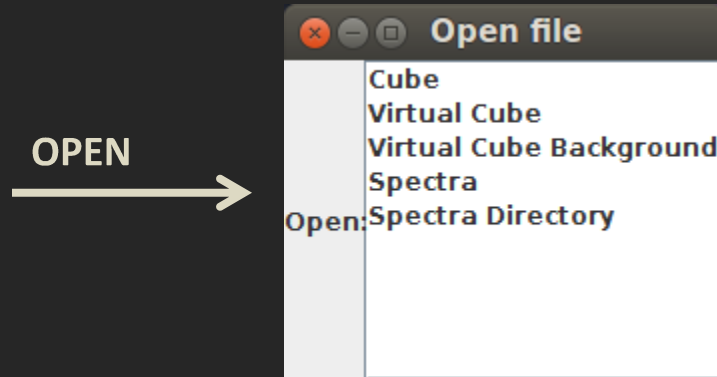 OPEN
Open file
Cube
Virtual Cube
Virtual Cube Background
Spectra
Open:
Spectra Directory